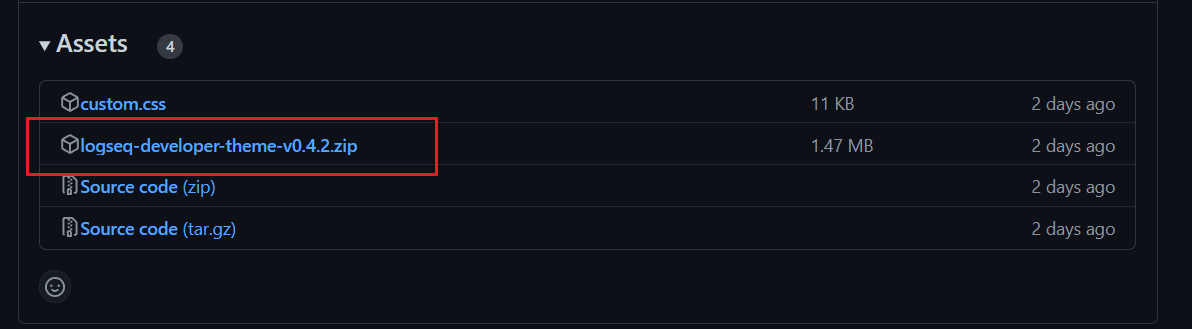 Assets 4
custom.css 11 KB 2 days ago
logseq-developer-theme-v0.4.2.zip 1.47 MB 2 days ago
Source code (zip) 2 days ago
Source code (tar.gz) 2 days ago